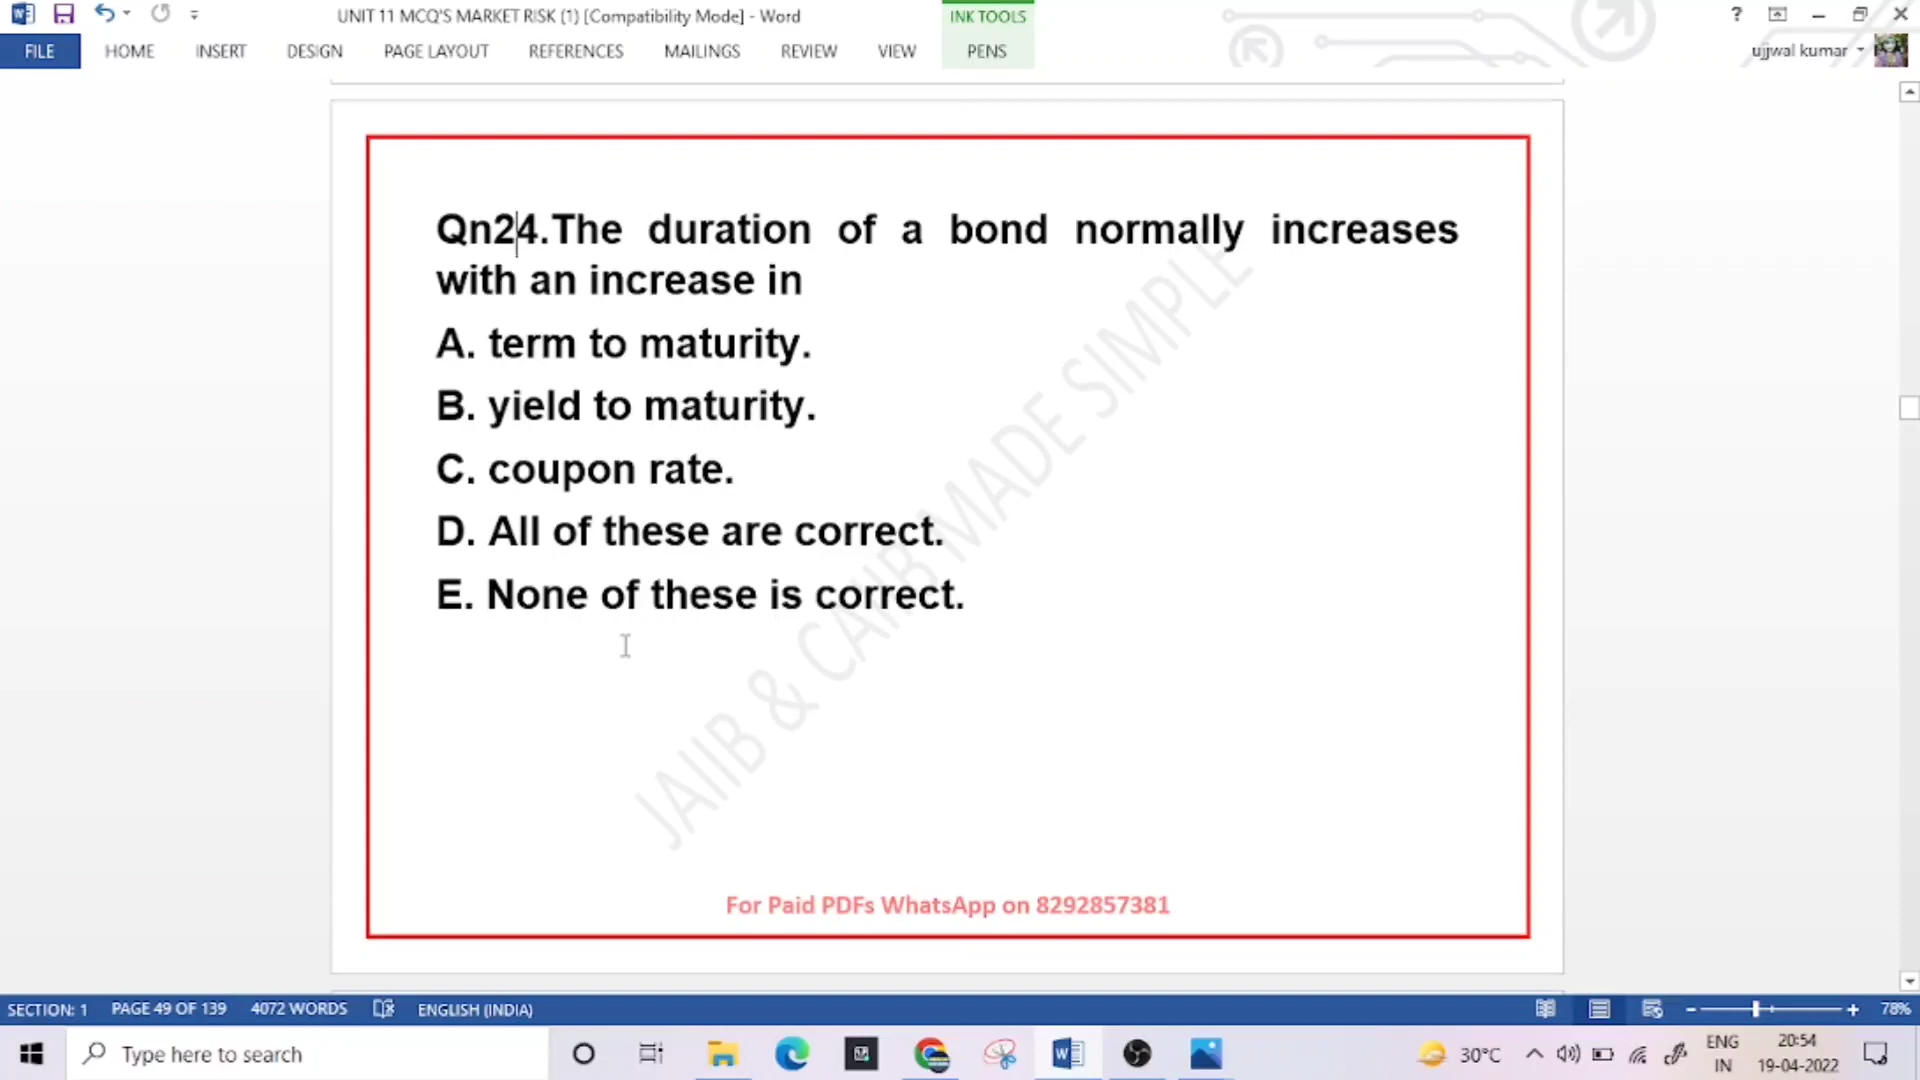 UNIT 11 MCQ'S MARKET RISK (1) [Compatibility Mode] - Word
INK TOOLS
?
FILE HOME INSERT DESIGN PAGE LAYOUT REFERENCES MAILINGS REVIEW VIEW PENS
ujjwal kumar
Qn24.The duration of a bond normally increases
with an increase in
A. term to maturity.
B. yield to maturity.
C. coupon rate.
D. All of these are correct.
E. None of these is correct.
JAIIB & CAIIB MADE SIMPLE
For Paid PDFs WhatsApp on 8292857381
SECTION: 1 PAGE 49 OF 139 4072 WORDS ENGLISH (INDIA) 78%
Type here to search
30°C
ENG
IN
20:54
19-04-2022